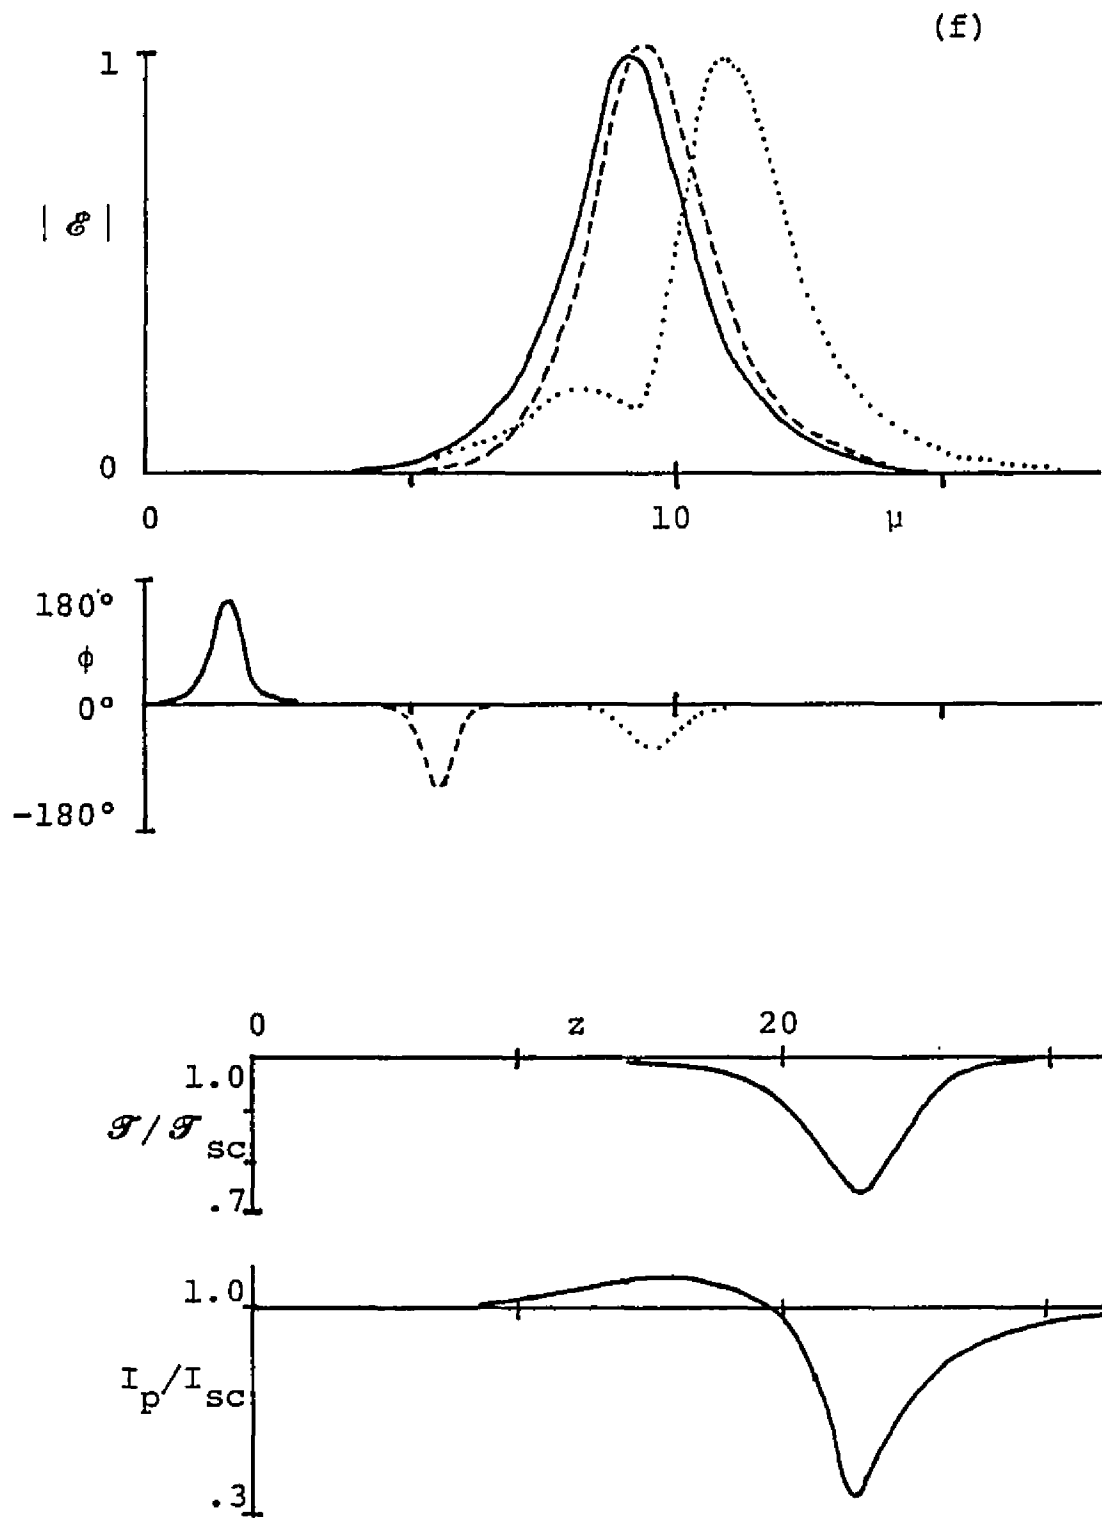 (f)
1
| ℰ |
0
0 10 μ
180°
φ
0°
-180°
0 z 20
1.0
𝒯/𝒯sc
.7
1.0
Ip/Isc
.3